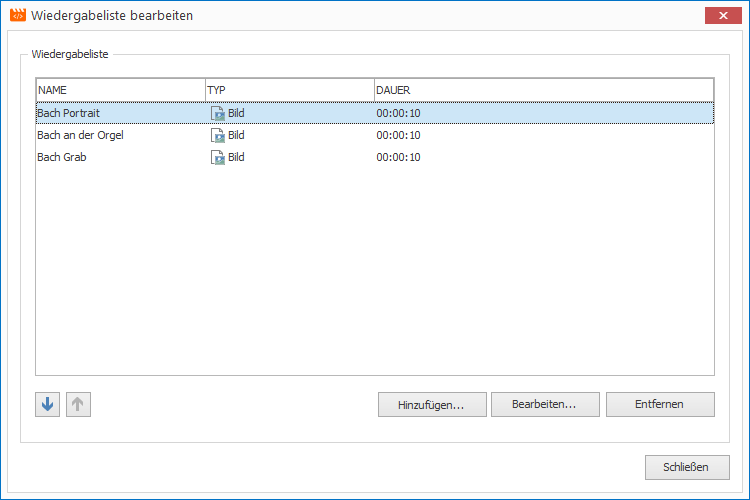 Wiedergabeliste bearbeiten
Wiedergabeliste
NAME TYP DAUER
Bach Portrait Bild 00:00:10
Bach an der Orgel Bild 00:00:10
Bach Grab Bild 00:00:10
Hinzufügen... Bearbeiten... Entfernen
Schließen